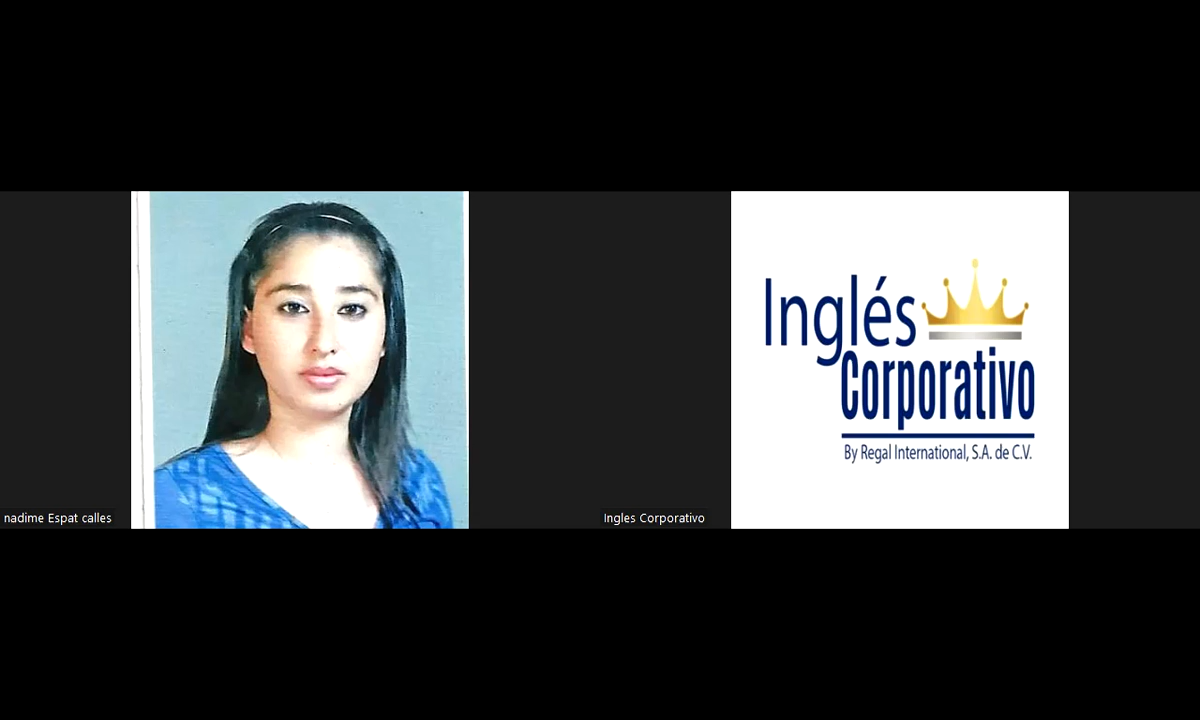 Inglés
Corporativo
By Regal International, S.A. de C.V.
nadime Espat calles
Ingles Corporativo